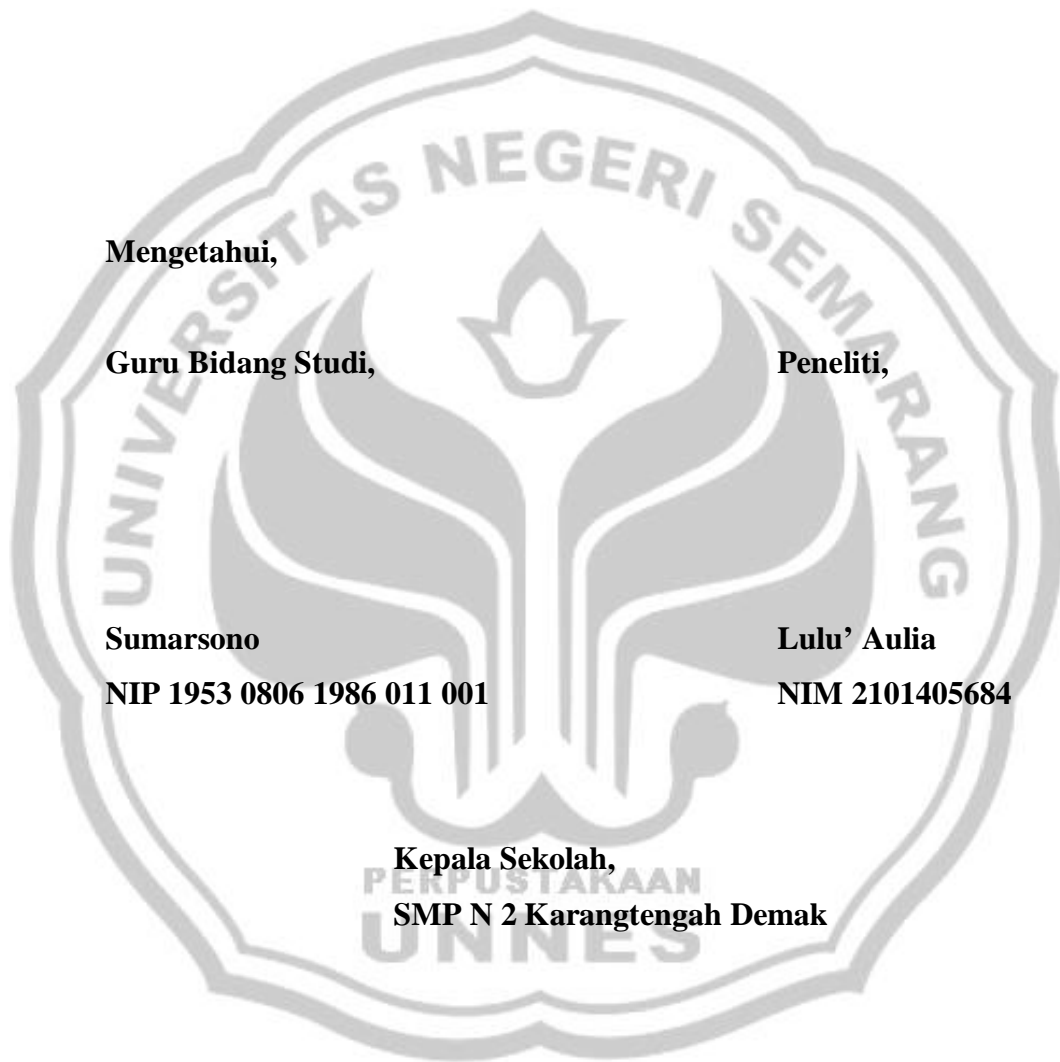 UNIVERSITAS NEGERI SEMARANG
Mengetahui,
Guru Bidang Studi, Peneliti,
Sumarsono Lulu’ Aulia
NIP 1953 0806 1986 011 001 NIM 2101405684
Kepala Sekolah,
PERPUSTAKAAN
SMP N 2 Karangtengah Demak
UNNES